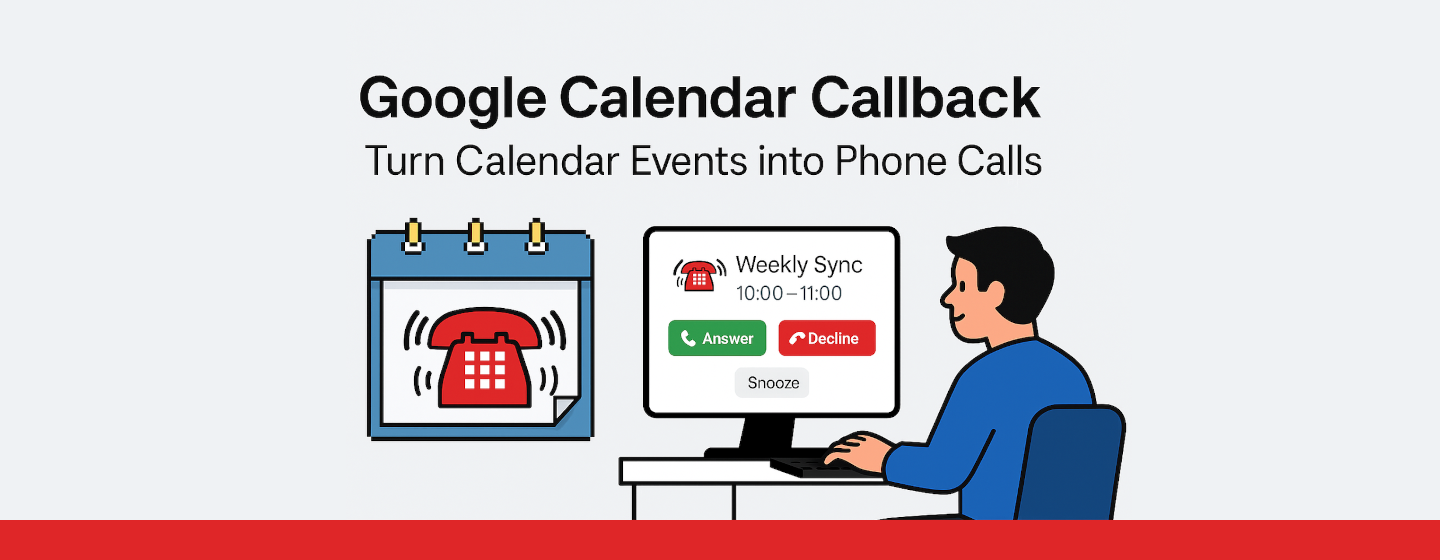 Google Calendar Callback
Turn Calendar Events into Phone Calls
Weekly Sync
10:00–11:00
Answer
Decline
Snooze